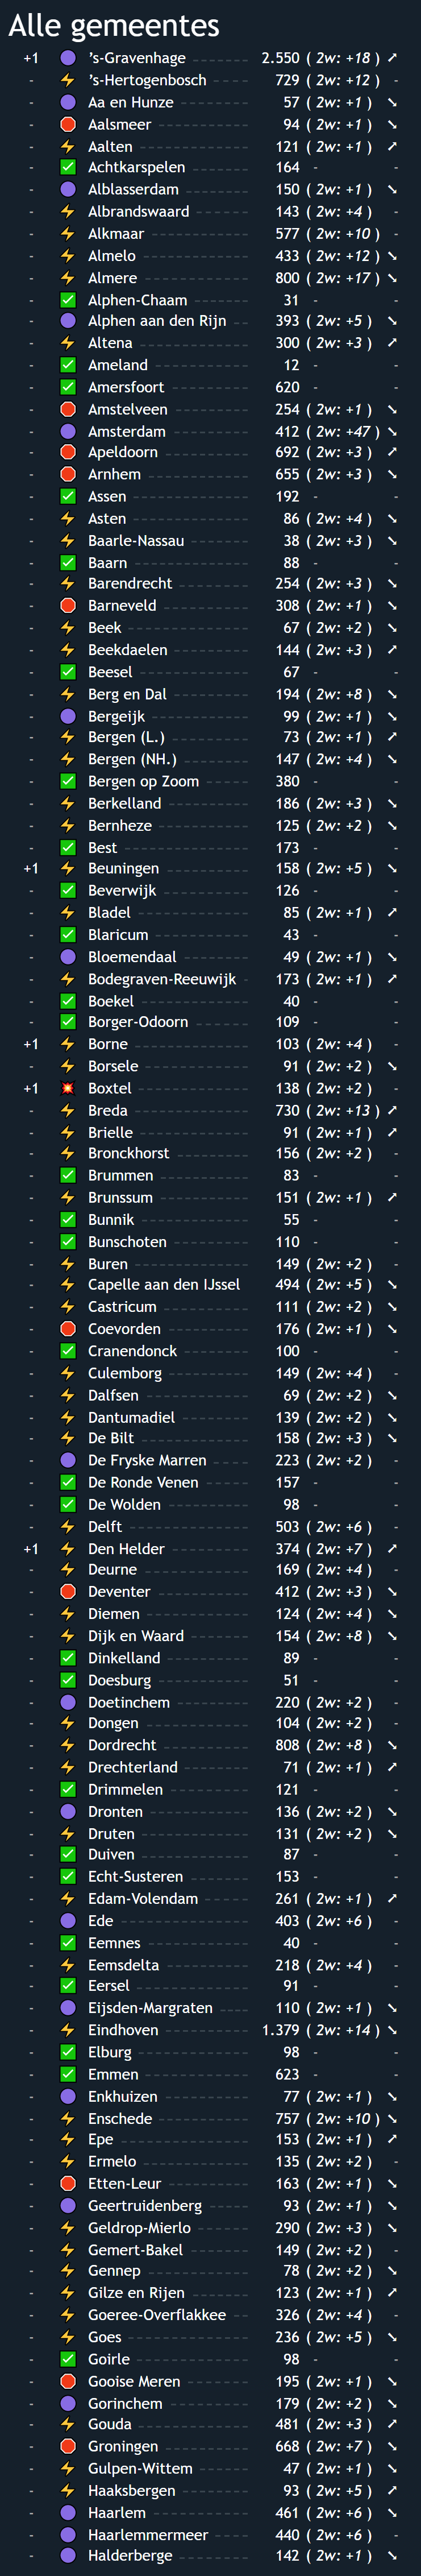 Alle gemeentes
+1 's-Gravenhage 2.550 ( 2w: +18 ) ↗
- 's-Hertogenbosch 729 ( 2w: +12 ) -
- Aa en Hunze 57 ( 2w: +1 ) ↘
- Aalsmeer 94 ( 2w: +1 ) ↘
- Aalten 121 ( 2w: +1 ) ↗
- Achtkarspelen 164 - -
- Alblasserdam 150 ( 2w: +1 ) ↘
- Albrandswaard 143 ( 2w: +4 ) -
- Alkmaar 577 ( 2w: +10 ) -
- Almelo 433 ( 2w: +12 ) ↘
- Almere 800 ( 2w: +17 ) ↘
- Alphen-Chaam 31 - -
- Alphen aan den Rijn 393 ( 2w: +5 ) ↘
- Altena 300 ( 2w: +3 ) ↗
- Ameland 12 - -
- Amersfoort 620 - -
- Amstelveen 254 ( 2w: +1 ) ↘
- Amsterdam 412 ( 2w: +47 ) ↘
- Apeldoorn 692 ( 2w: +3 ) ↗
- Arnhem 655 ( 2w: +3 ) ↘
- Assen 192 - -
- Asten 86 ( 2w: +4 ) ↘
- Baarle-Nassau 38 ( 2w: +3 ) ↘
- Baarn 88 - -
- Barendrecht 254 ( 2w: +3 ) ↘
- Barneveld 308 ( 2w: +1 ) ↘
- Beek 67 ( 2w: +2 ) ↘
- Beekdaelen 144 ( 2w: +3 ) ↗
- Beesel 67 - -
- Berg en Dal 194 ( 2w: +8 ) ↘
- Bergeijk 99 ( 2w: +1 ) ↘
- Bergen (L.) 73 ( 2w: +1 ) ↗
- Bergen (NH.) 147 ( 2w: +4 ) ↘
- Bergen op Zoom 380 - -
- Berkelland 186 ( 2w: +3 ) ↘
- Bernheze 125 ( 2w: +2 ) ↘
- Best 173 - -
+1 Beuningen 158 ( 2w: +5 ) ↘
- Beverwijk 126 - -
- Bladel 85 ( 2w: +1 ) ↗
- Blaricum 43 - -
- Bloemendaal 49 ( 2w: +1 ) ↘
- Bodegraven-Reeuwijk 173 ( 2w: +1 ) ↗
- Boekel 40 - -
- Borger-Odoorn 109 - -
+1 Borne 103 ( 2w: +4 ) -
- Borsele 91 ( 2w: +2 ) ↘
+1 Boxtel 138 ( 2w: +2 ) -
- Breda 730 ( 2w: +13 ) ↗
- Brielle 91 ( 2w: +1 ) ↗
- Bronckhorst 156 ( 2w: +2 ) -
- Brummen 83 - -
- Brunssum 151 ( 2w: +1 ) ↗
- Bunnik 55 - -
- Bunschoten 110 - -
- Buren 149 ( 2w: +2 ) -
- Capelle aan den IJssel 494 ( 2w: +5 ) ↘
- Castricum 111 ( 2w: +2 ) ↘
- Coevorden 176 ( 2w: +1 ) ↘
- Cranendonck 100 - -
- Culemborg 149 ( 2w: +4 ) -
- Dalfsen 69 ( 2w: +2 ) ↘
- Dantumadiel 139 ( 2w: +2 ) ↘
- De Bilt 158 ( 2w: +3 ) ↘
- De Fryske Marren 223 ( 2w: +2 ) -
- De Ronde Venen 157 - -
- De Wolden 98 - -
- Delft 503 ( 2w: +6 ) -
+1 Den Helder 374 ( 2w: +7 ) ↗
- Deurne 169 ( 2w: +4 ) -
- Deventer 412 ( 2w: +3 ) ↘
- Diemen 124 ( 2w: +4 ) ↘
- Dijk en Waard 154 ( 2w: +8 ) ↘
- Dinkelland 89 - -
- Doesburg 51 - -
- Doetinchem 220 ( 2w: +2 ) -
- Dongen 104 ( 2w: +2 ) -
- Dordrecht 808 ( 2w: +8 ) ↘
- Drechterland 71 ( 2w: +1 ) ↗
- Drimmelen 121 - -
- Dronten 136 ( 2w: +2 ) ↘
- Druten 131 ( 2w: +2 ) ↘
- Duiven 87 - -
- Echt-Susteren 153 - -
- Edam-Volendam 261 ( 2w: +1 ) ↗
- Ede 403 ( 2w: +6 ) -
- Eemnes 40 - -
- Eemsdelta 218 ( 2w: +4 ) -
- Eersel 91 - -
- Eijsden-Margraten 110 ( 2w: +1 ) ↘
- Eindhoven 1.379 ( 2w: +14 ) ↘
- Elburg 98 - -
- Emmen 623 - -
- Enkhuizen 77 ( 2w: +1 ) ↘
- Enschede 757 ( 2w: +10 ) ↘
- Epe 153 ( 2w: +1 ) ↗
- Ermelo 135 ( 2w: +2 ) -
- Etten-Leur 163 ( 2w: +1 ) ↘
- Geertruidenberg 93 ( 2w: +1 ) ↘
- Geldrop-Mierlo 290 ( 2w: +3 ) ↘
- Gemert-Bakel 149 ( 2w: +2 ) -
- Gennep 78 ( 2w: +2 ) ↘
- Gilze en Rijen 123 ( 2w: +1 ) ↗
- Goeree-Overflakkee 326 ( 2w: +4 ) -
- Goes 236 ( 2w: +5 ) ↘
- Goirle 98 - -
- Gooise Meren 195 ( 2w: +1 ) ↘
- Gorinchem 179 ( 2w: +2 ) ↘
- Gouda 481 ( 2w: +3 ) ↗
- Groningen 668 ( 2w: +7 ) ↘
- Gulpen-Wittem 47 ( 2w: +1 ) ↘
- Haaksbergen 93 ( 2w: +5 ) ↗
- Haarlem 461 ( 2w: +6 ) ↘
- Haarlemmermeer 440 ( 2w: +6 ) -
- Halderberge 142 ( 2w: +1 ) ↘